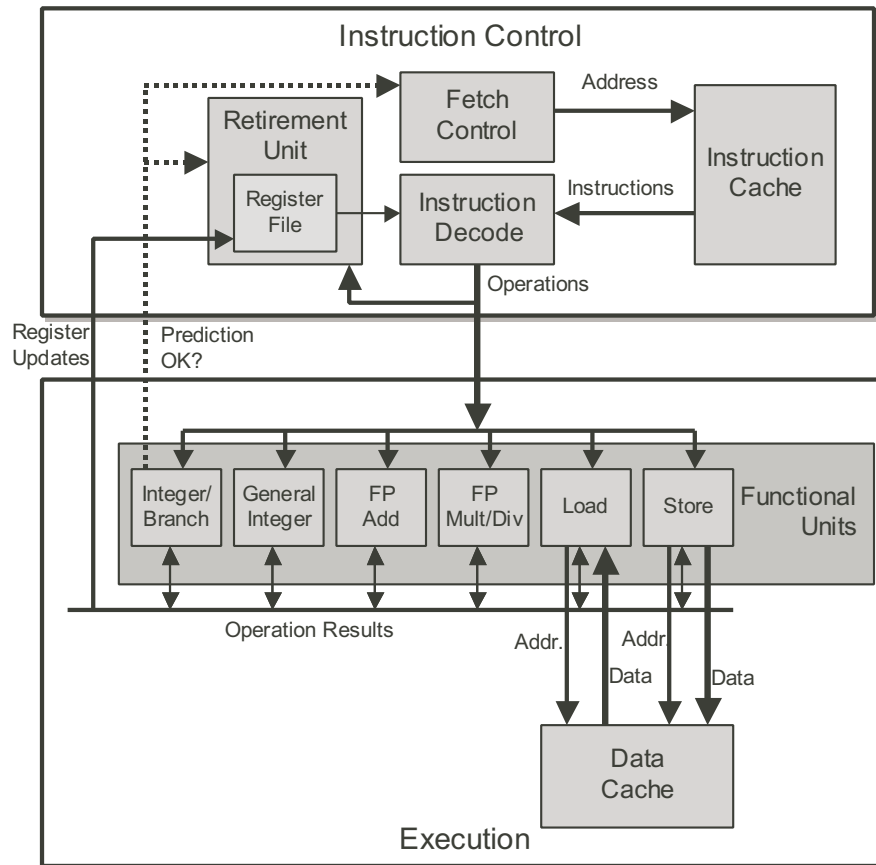 Instruction Control
Fetch
Control
Address
Instruction
Cache
Retirement
Unit
Register
File
Instruction
Decode
Instructions
Operations
Register
Updates
Prediction
OK?
Integer/
Branch
General
Integer
FP
Add
FP
Mult/Div
Load
Store
Functional
Units
Operation Results
Addr.
Data
Addr.
Data
Data
Cache
Execution